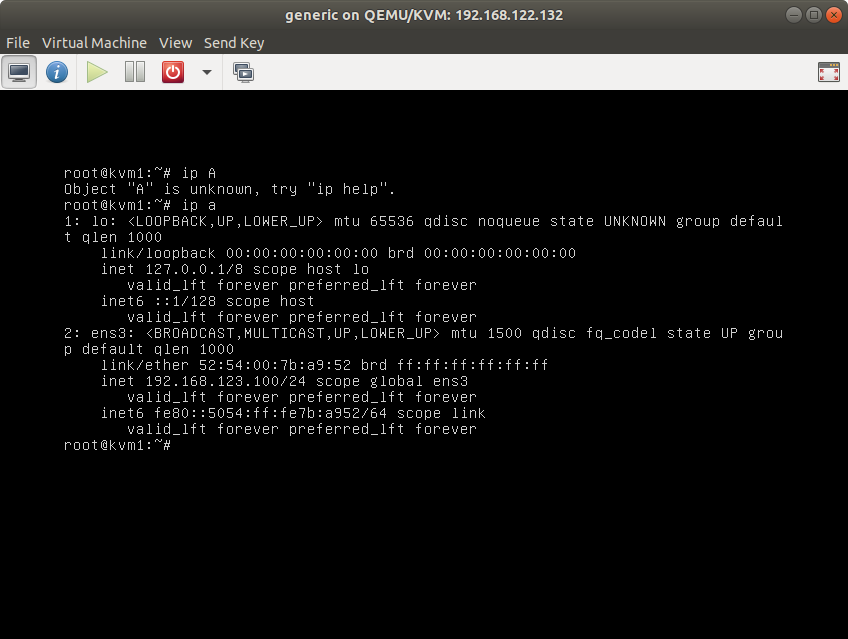 generic on QEMU/KVM: 192.168.122.132
File Virtual Machine View Send Key
root@kvm1:~# ip A
Object "A" is unknown, try "ip help".
root@kvm1:~# ip a
1: lo: <LOOPBACK,UP,LOWER_UP> mtu 65536 qdisc noqueue state UNKNOWN group defaul
t qlen 1000
    link/loopback 00:00:00:00:00:00 brd 00:00:00:00:00:00
    inet 127.0.0.1/8 scope host lo
       valid_lft forever preferred_lft forever
    inet6 ::1/128 scope host
       valid_lft forever preferred_lft forever
2: ens3: <BROADCAST,MULTICAST,UP,LOWER_UP> mtu 1500 qdisc fq_codel state UP grou
p default qlen 1000
    link/ether 52:54:00:7b:a9:52 brd ff:ff:ff:ff:ff:ff
    inet 192.168.123.100/24 scope global ens3
       valid_lft forever preferred_lft forever
    inet6 fe80::5054:ff:fe7b:a952/64 scope link
       valid_lft forever preferred_lft forever
root@kvm1:~#